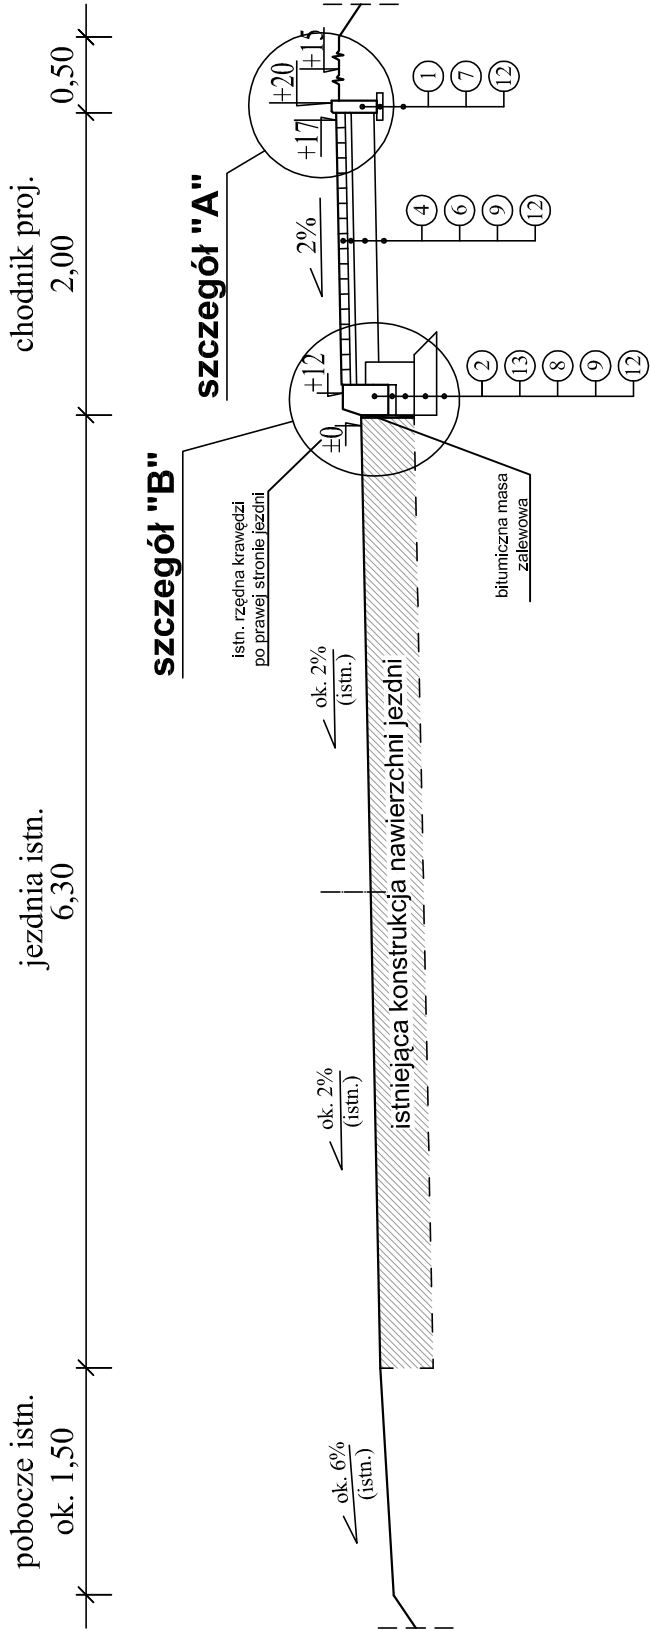 pobocze istn.
ok. 1,50
jezdnia istn.
6,30
chodnik proj.
2,00
0,50
szczegół "B"
szczegół "A"
istn. rzędna krawędzi
po prawej stronie jezdni
ok. 6%
(istn.)
ok. 2%
(istn.)
ok. 2%
(istn.)
2%
±0
+12
+17
+20
+15
istniejąca konstrukcja nawierzchni jezdni
bitumiczna masa
zalewowa
2
13
8
9
12
4
6
9
12
1
7
12